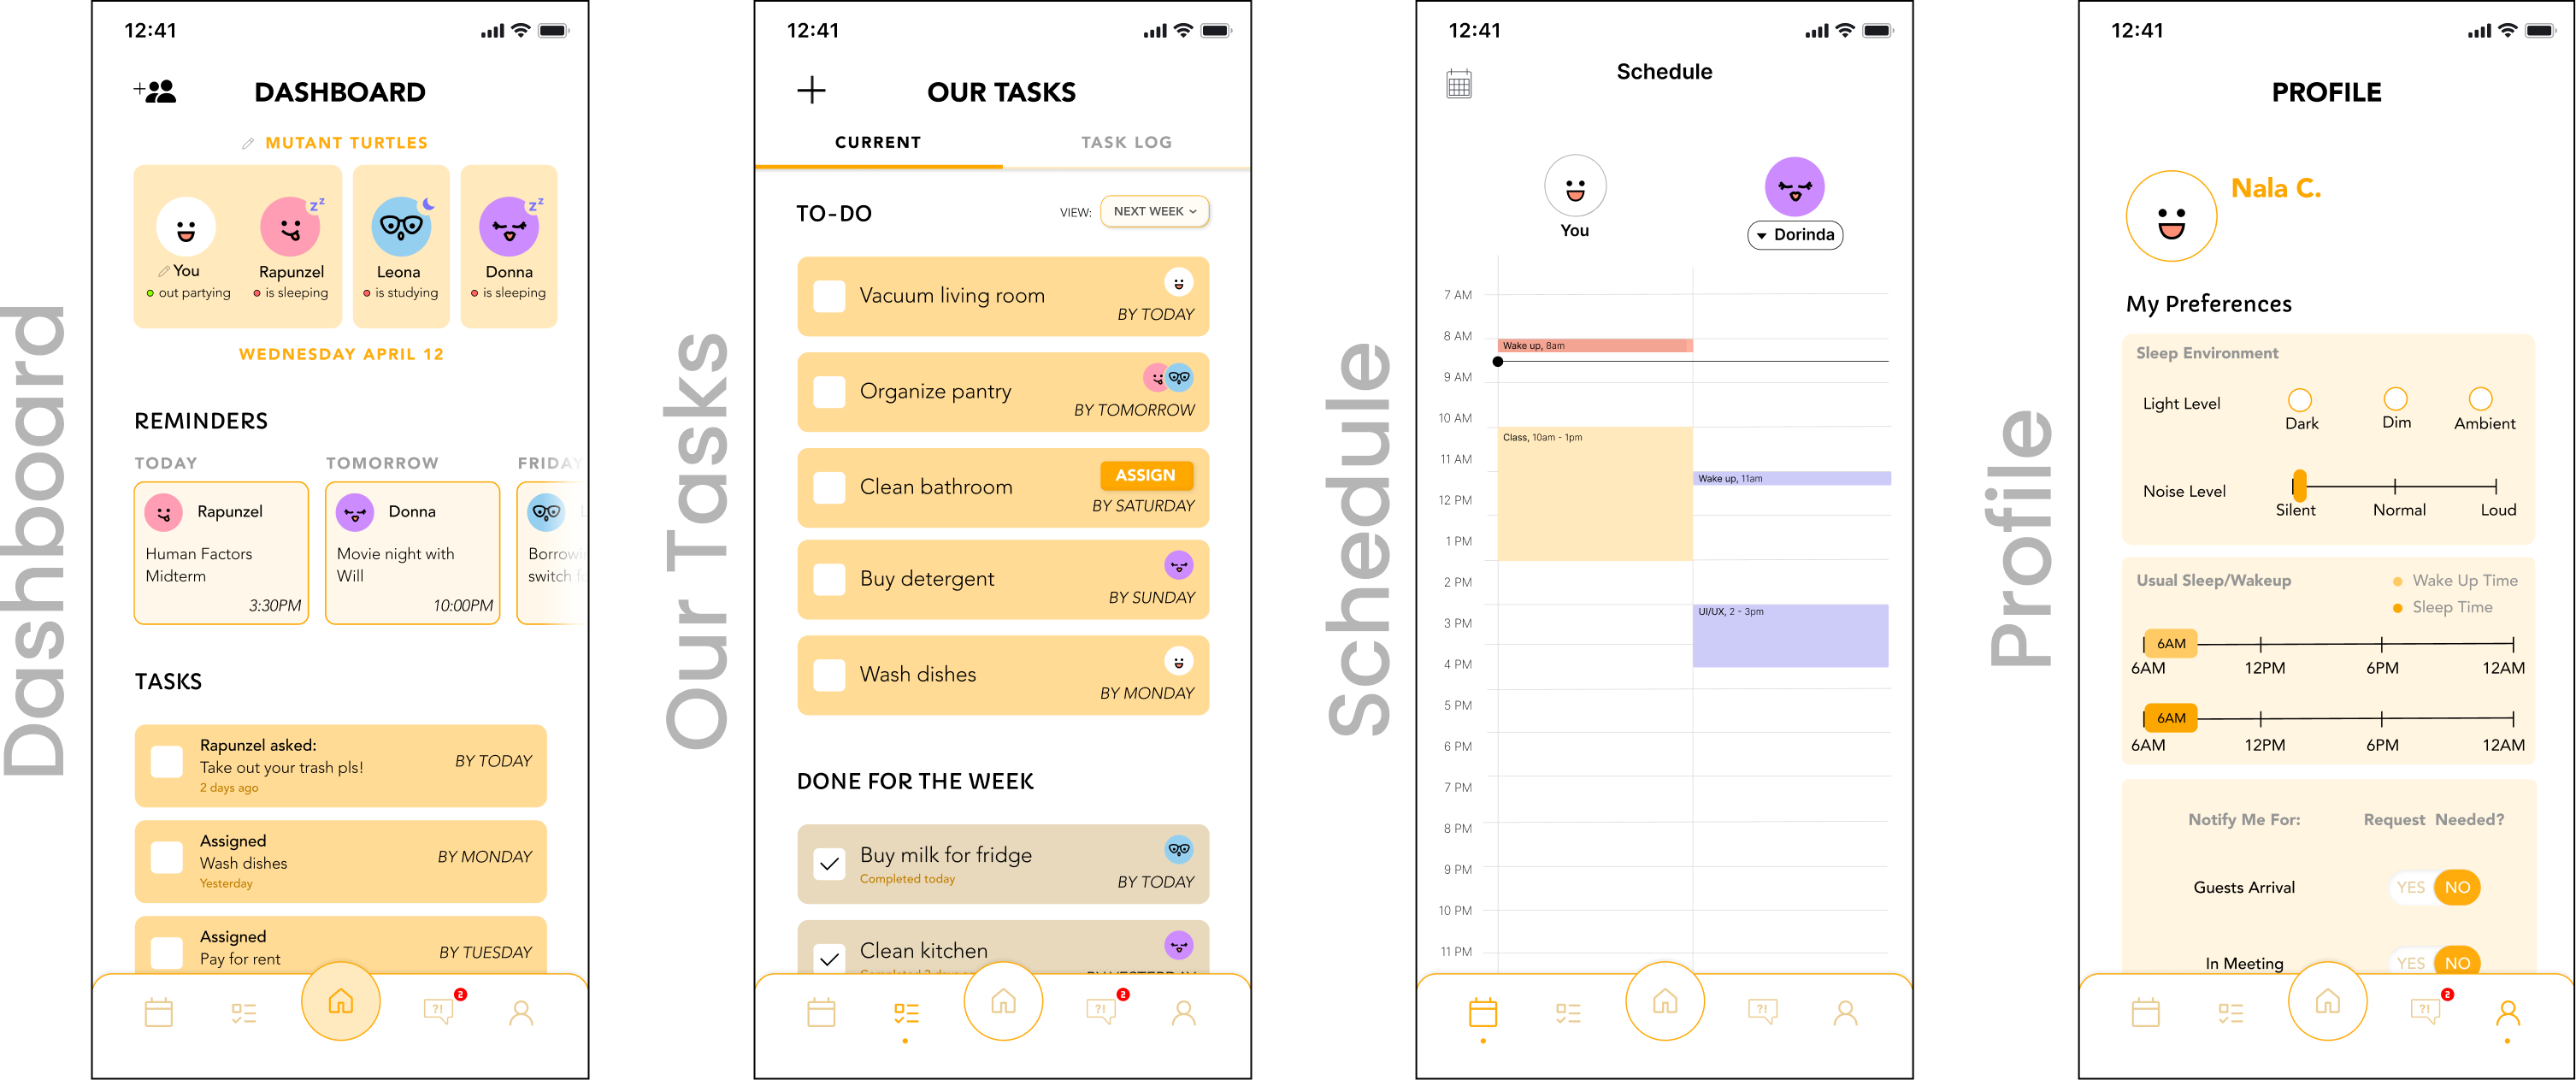 Dashboard
12:41
DASHBOARD
MUTANT TURTLES
You
out partying
Rapunzel
is sleeping
zz
Leona
is studying
Donna
is sleeping
zz
WEDNESDAY APRIL 12
REMINDERS
TODAY
Rapunzel
Human Factors
Midterm
3:30PM
TOMORROW
Donna
Movie night with
Will
10:00PM
FRIDAY
switch
TASKS
Rapunzel asked:
Take out your trash pls!
2 days ago
BY TODAY
Assigned
Wash dishes
Yesterday
BY MONDAY
Assigned
Pay for rent
BY TUESDAY
?!
2
Our Tasks
12:41
OUR TASKS
CURRENT
TASK LOG
TO-DO
VIEW:
NEXT WEEK
Vacuum living room
BY TODAY
Organize pantry
BY TOMORROW
Clean bathroom
ASSIGN
BY SATURDAY
Buy detergent
BY SUNDAY
Wash dishes
BY MONDAY
DONE FOR THE WEEK
Buy milk for fridge
Completed today
BY TODAY
Clean kitchen
BY YESTERDAY
?!
2
Schedule
12:41
Schedule
You
Dorinda
7 AM
8 AM
Wake up, 8am
9 AM
10 AM
Class, 10am - 1pm
11 AM
Wake up, 11am
12 PM
1 PM
2 PM
UI/UX, 2 - 3pm
3 PM
4 PM
5 PM
6 PM
7 PM
8 PM
9 PM
10 PM
11 PM
?!
Profile
12:41
PROFILE
Nala C.
My Preferences
Sleep Environment
Light Level
Dark
Dim
Ambient
Noise Level
Silent
Normal
Loud
Usual Sleep/Wakeup
Wake Up Time
Sleep Time
6AM
6AM 12PM 6PM 12AM
6AM
6AM 12PM 6PM 12AM
Notify Me For:
Request Needed?
Guests Arrival
YES NO
In Meeting
YES NO
?!
2